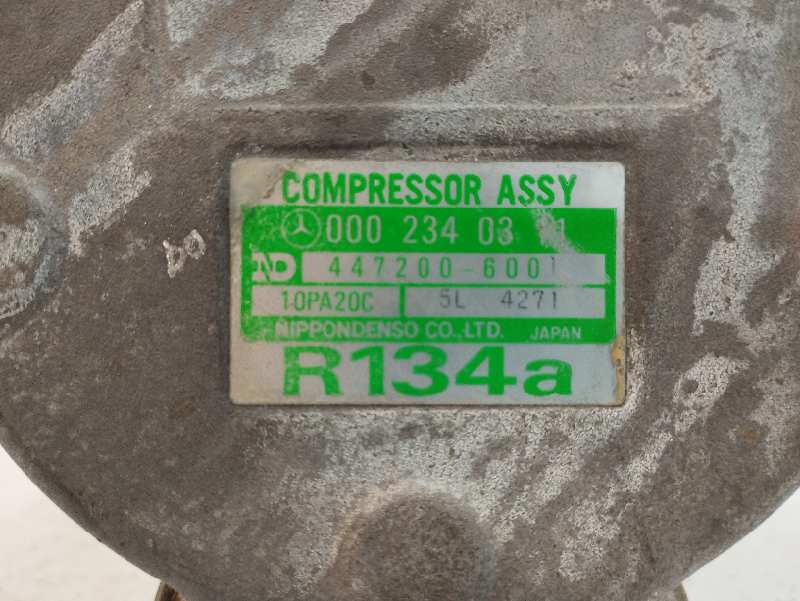 COMPRESSOR ASSY
000 234 03
ND 447200-6001
10PA20C 5L 4271
NIPPONDENSO CO., LTD. JAPAN
R134a